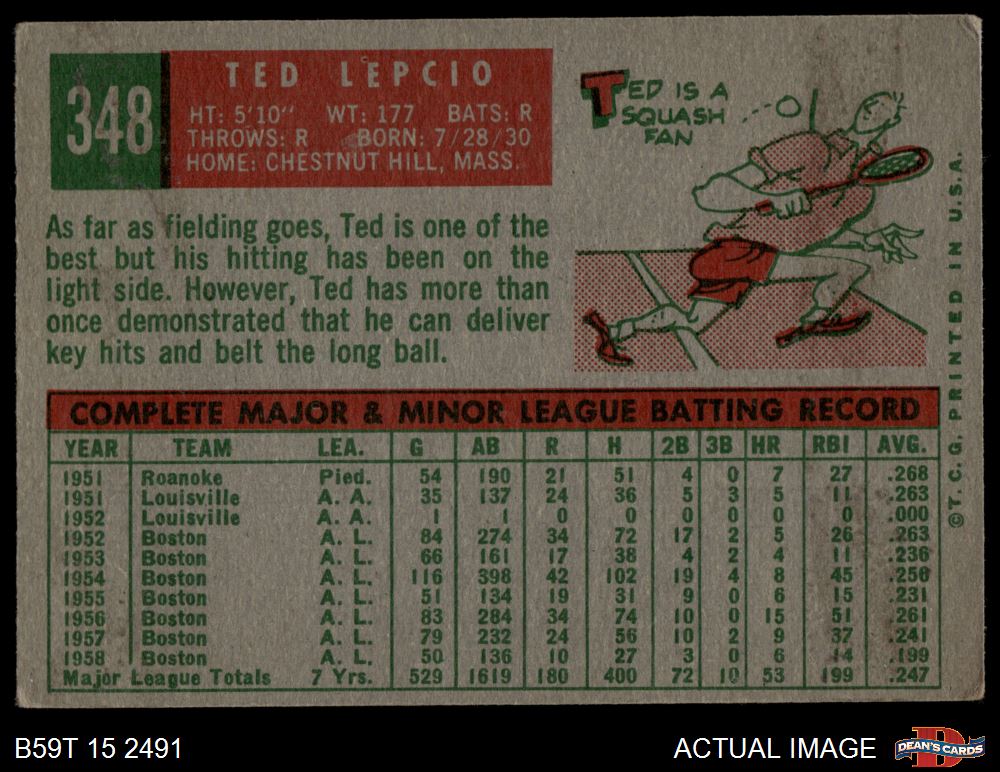 348
TED LEPCIO
HT: 5'10" WT: 177 BATS: R
THROWS: R BORN: 7/28/30
HOME: CHESTNUT HILL, MASS.
TED IS A
SQUASH
FAN
As far as fielding goes, Ted is one of the
best but his hitting has been on the
light side. However, Ted has more than
once demonstrated that he can deliver
key hits and belt the long ball.
COMPLETE MAJOR & MINOR LEAGUE BATTING RECORD
YEAR TEAM LEA. G AB R H 2B 3B HR RBI AVG.
1951 Roanoke Pied. 54 190 21 51 4 0 7 27 .268
1951 Louisville A. A. 35 137 24 36 5 3 5 11 .263
1952 Louisville A. A. 1 1 0 0 0 0 0 0 .000
1952 Boston A. L. 84 274 34 72 17 2 5 26 .263
1953 Boston A. L. 66 161 17 38 4 2 4 11 .236
1954 Boston A. L. 116 398 42 102 19 4 8 45 .256
1955 Boston A. L. 51 134 19 31 9 0 6 15 .231
1956 Boston A. L. 83 284 34 74 10 0 15 51 .261
1957 Boston A. L. 79 232 24 56 10 2 9 37 .241
1958 Boston A. L. 50 136 10 27 3 0 6 14 .199
Major League Totals 7 Yrs. 529 1619 180 400 72 10 53 199 .247
©T. C. G. PRINTED IN U.S.A.
B59T 15 2491
ACTUAL IMAGE
D
DEAN'S CARDS